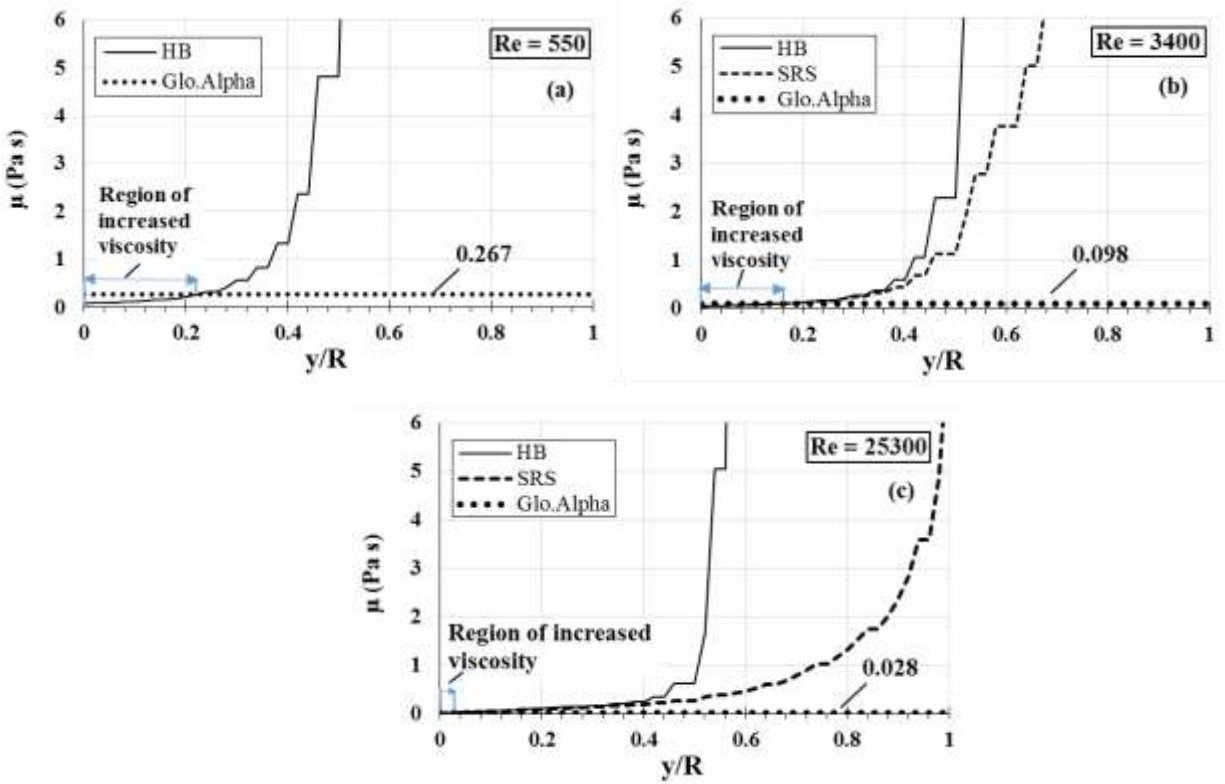 6
5
4
3
2
1
0
μ (Pa s)
HB
Glo.Alpha
Re = 550
(a)
Region of
increased
viscosity
0.267
0
0.2
0.4
0.6
0.8
1
y/R
6
5
4
3
2
1
0
μ (Pa s)
HB
SRS
Glo.Alpha
Re = 3400
(b)
Region of
increased
viscosity
0.098
0
0.2
0.4
0.6
0.8
1
y/R
6
5
4
3
2
1
0
μ (Pa s)
HB
SRS
Glo.Alpha
Re = 25300
(c)
Region of increased
viscosity
0.028
0
0.2
0.4
0.6
0.8
1
y/R